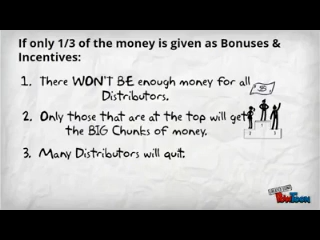 If only 1/3 of the money is given as Bonuses &
Incentives:
1. There WON'T BE enough money for all
Distributors.
2. Only those that are at the top will get
the BIG Chunks of money.
$
3. Many Distributors will quit.
CREATED USING
PowToon